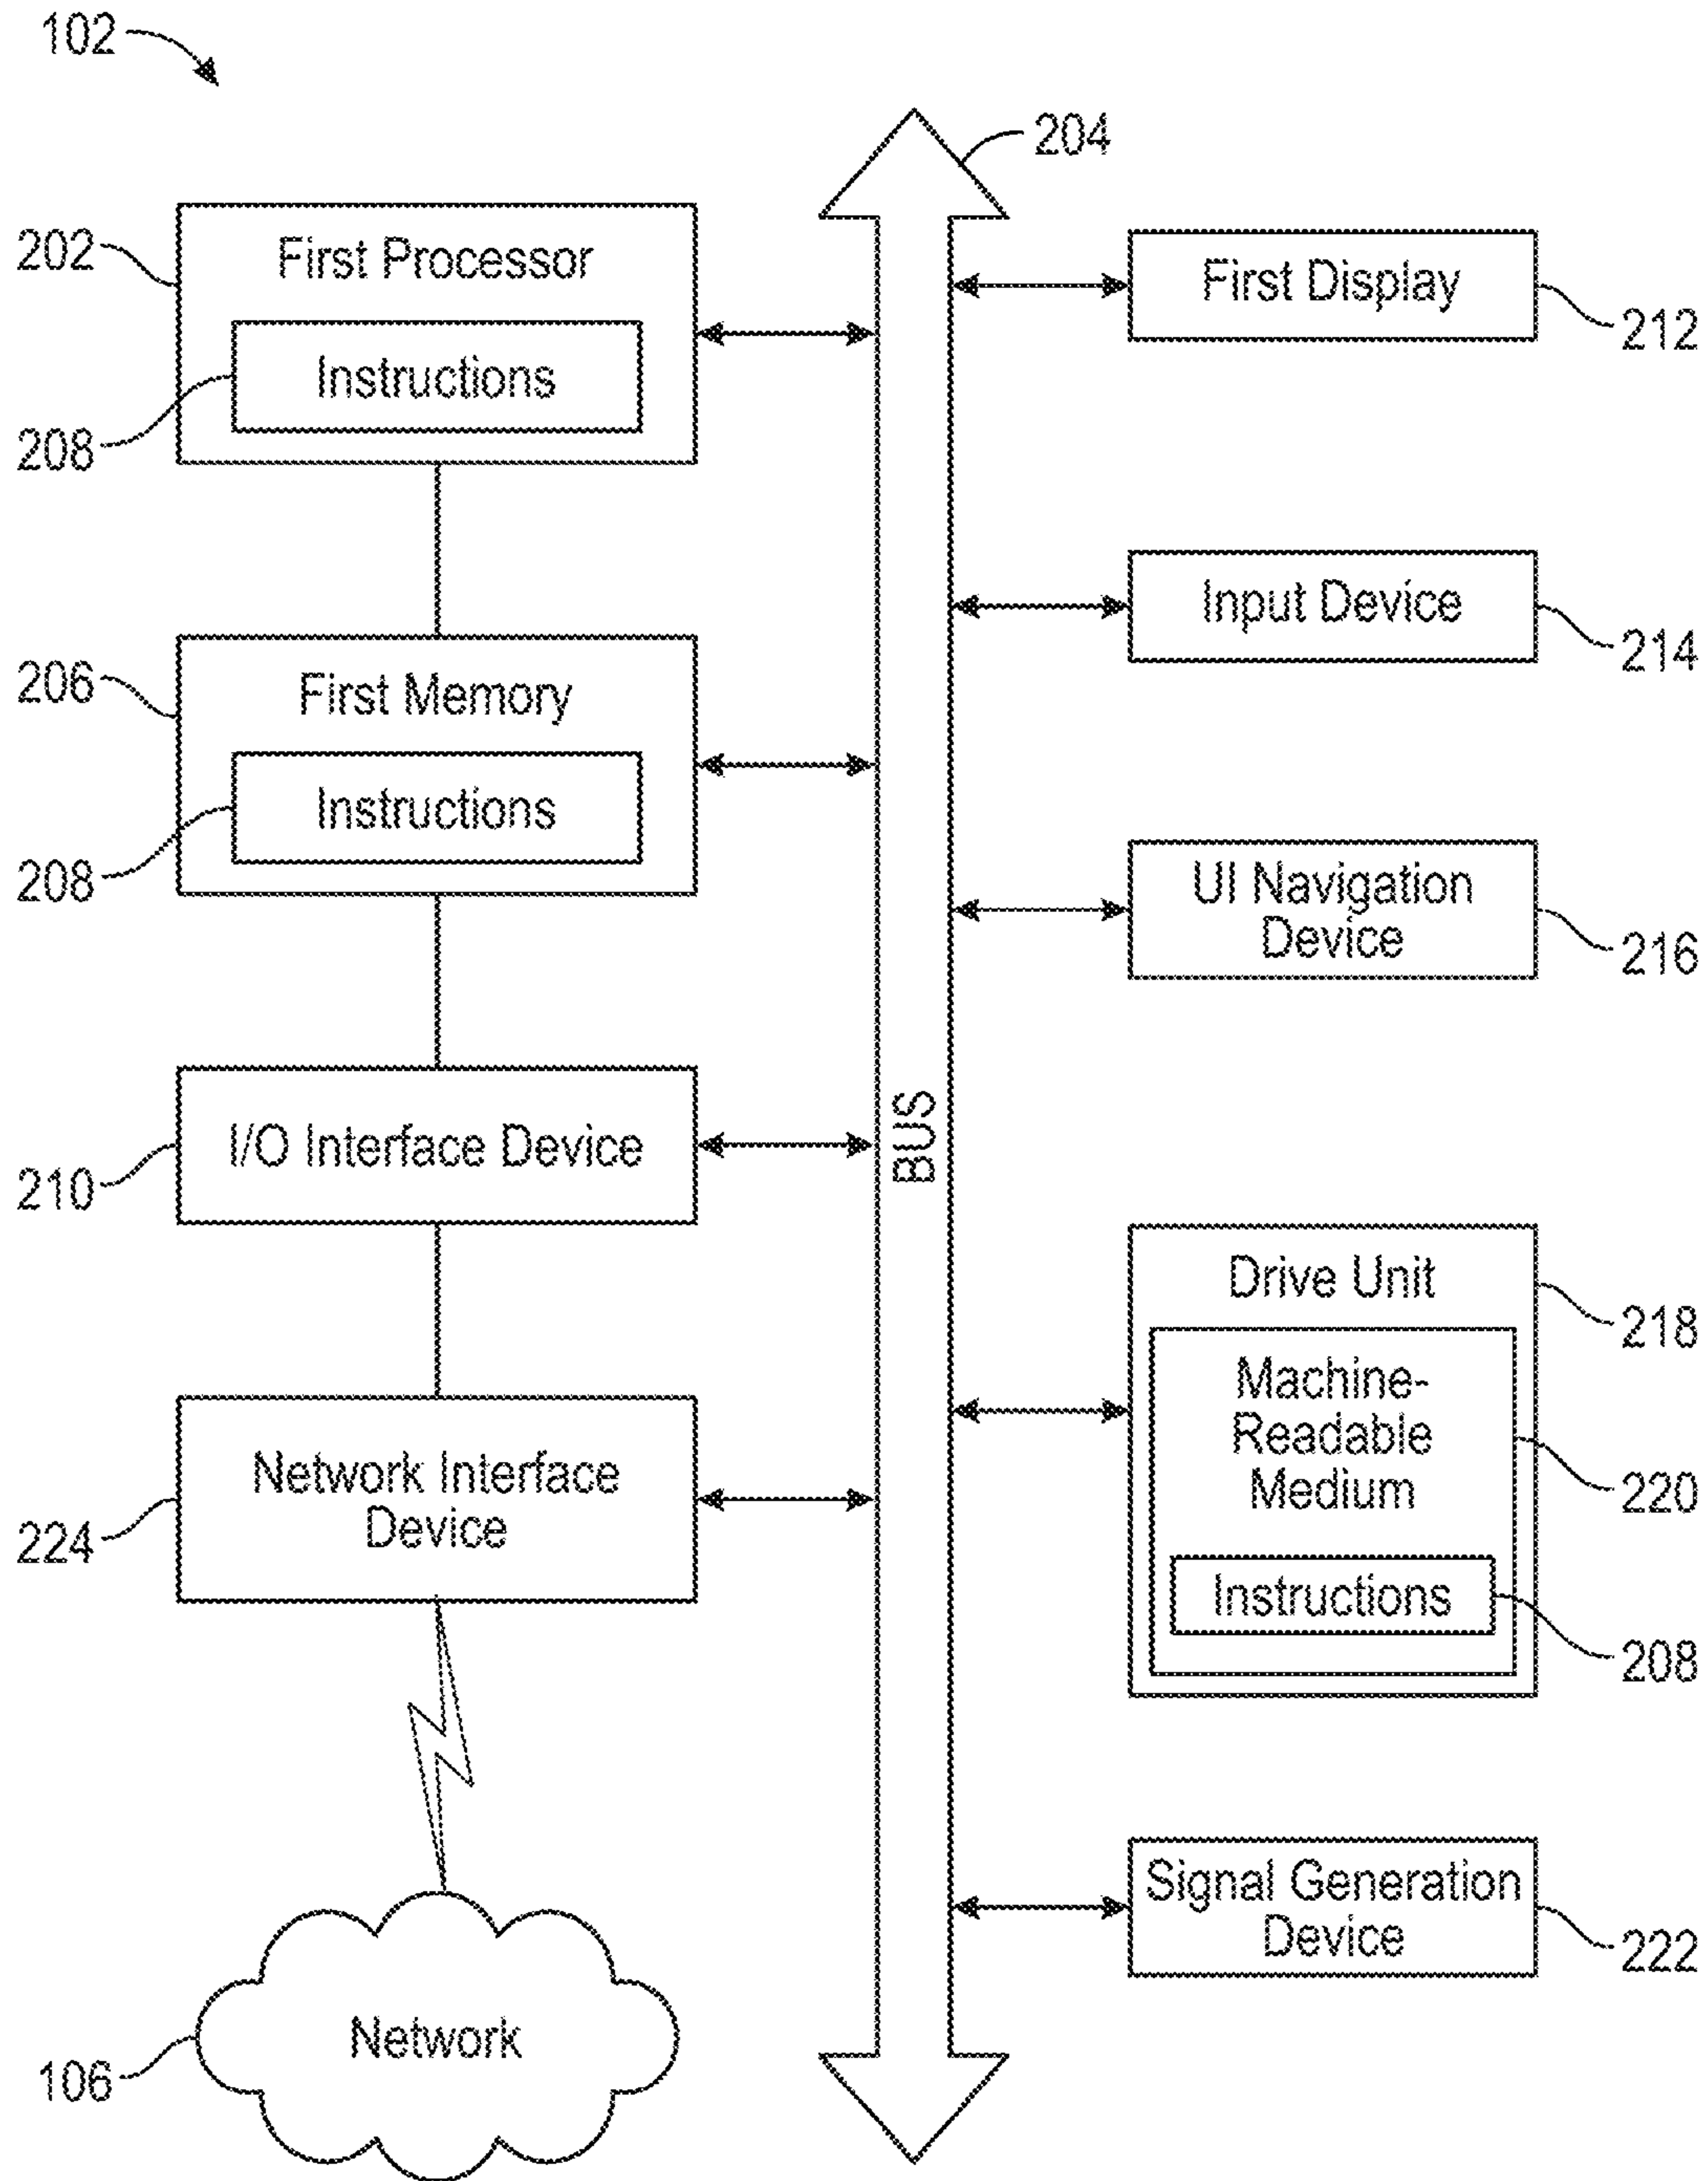 102
204
202
First Processor
208
Instructions
206
First Memory
208
Instructions
210
I/O Interface Device
224
Network Interface
Device
106
Network
BUS
First Display
212
Input Device
214
UI Navigation
Device
216
Drive Unit
218
Machine-
Readable
Medium
220
Instructions
208
Signal Generation
Device
222